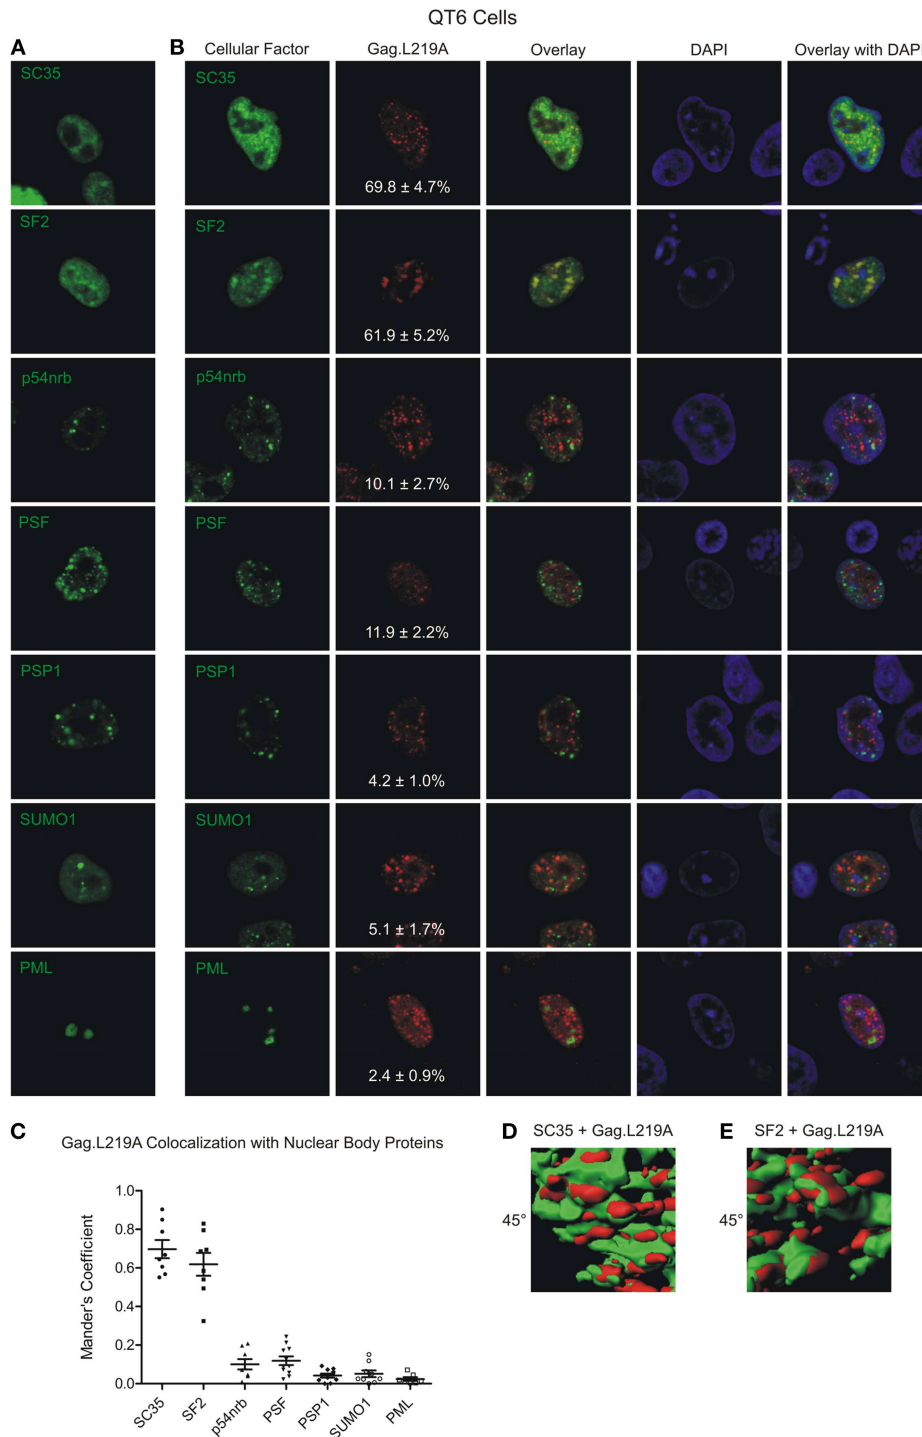 QT6 Cells
A
B
Cellular Factor
Gag.L219A
Overlay
DAPI
Overlay with DAPI
SC35
SC35
69.8 ± 4.7%
SF2
SF2
61.9 ± 5.2%
p54nrb
p54nrb
10.1 ± 2.7%
PSF
PSF
11.9 ± 2.2%
PSP1
PSP1
4.2 ± 1.0%
SUMO1
SUMO1
5.1 ± 1.7%
PML
PML
2.4 ± 0.9%
C
Gag.L219A Colocalization with Nuclear Body Proteins
Mander's Coefficient
1.0
0.8
0.6
0.4
0.2
0.0
SC35
SF2
p54nrb
PSF
PSP1
SUMO1
PML
D
SC35 + Gag.L219A
45°
E
SF2 + Gag.L219A
45°